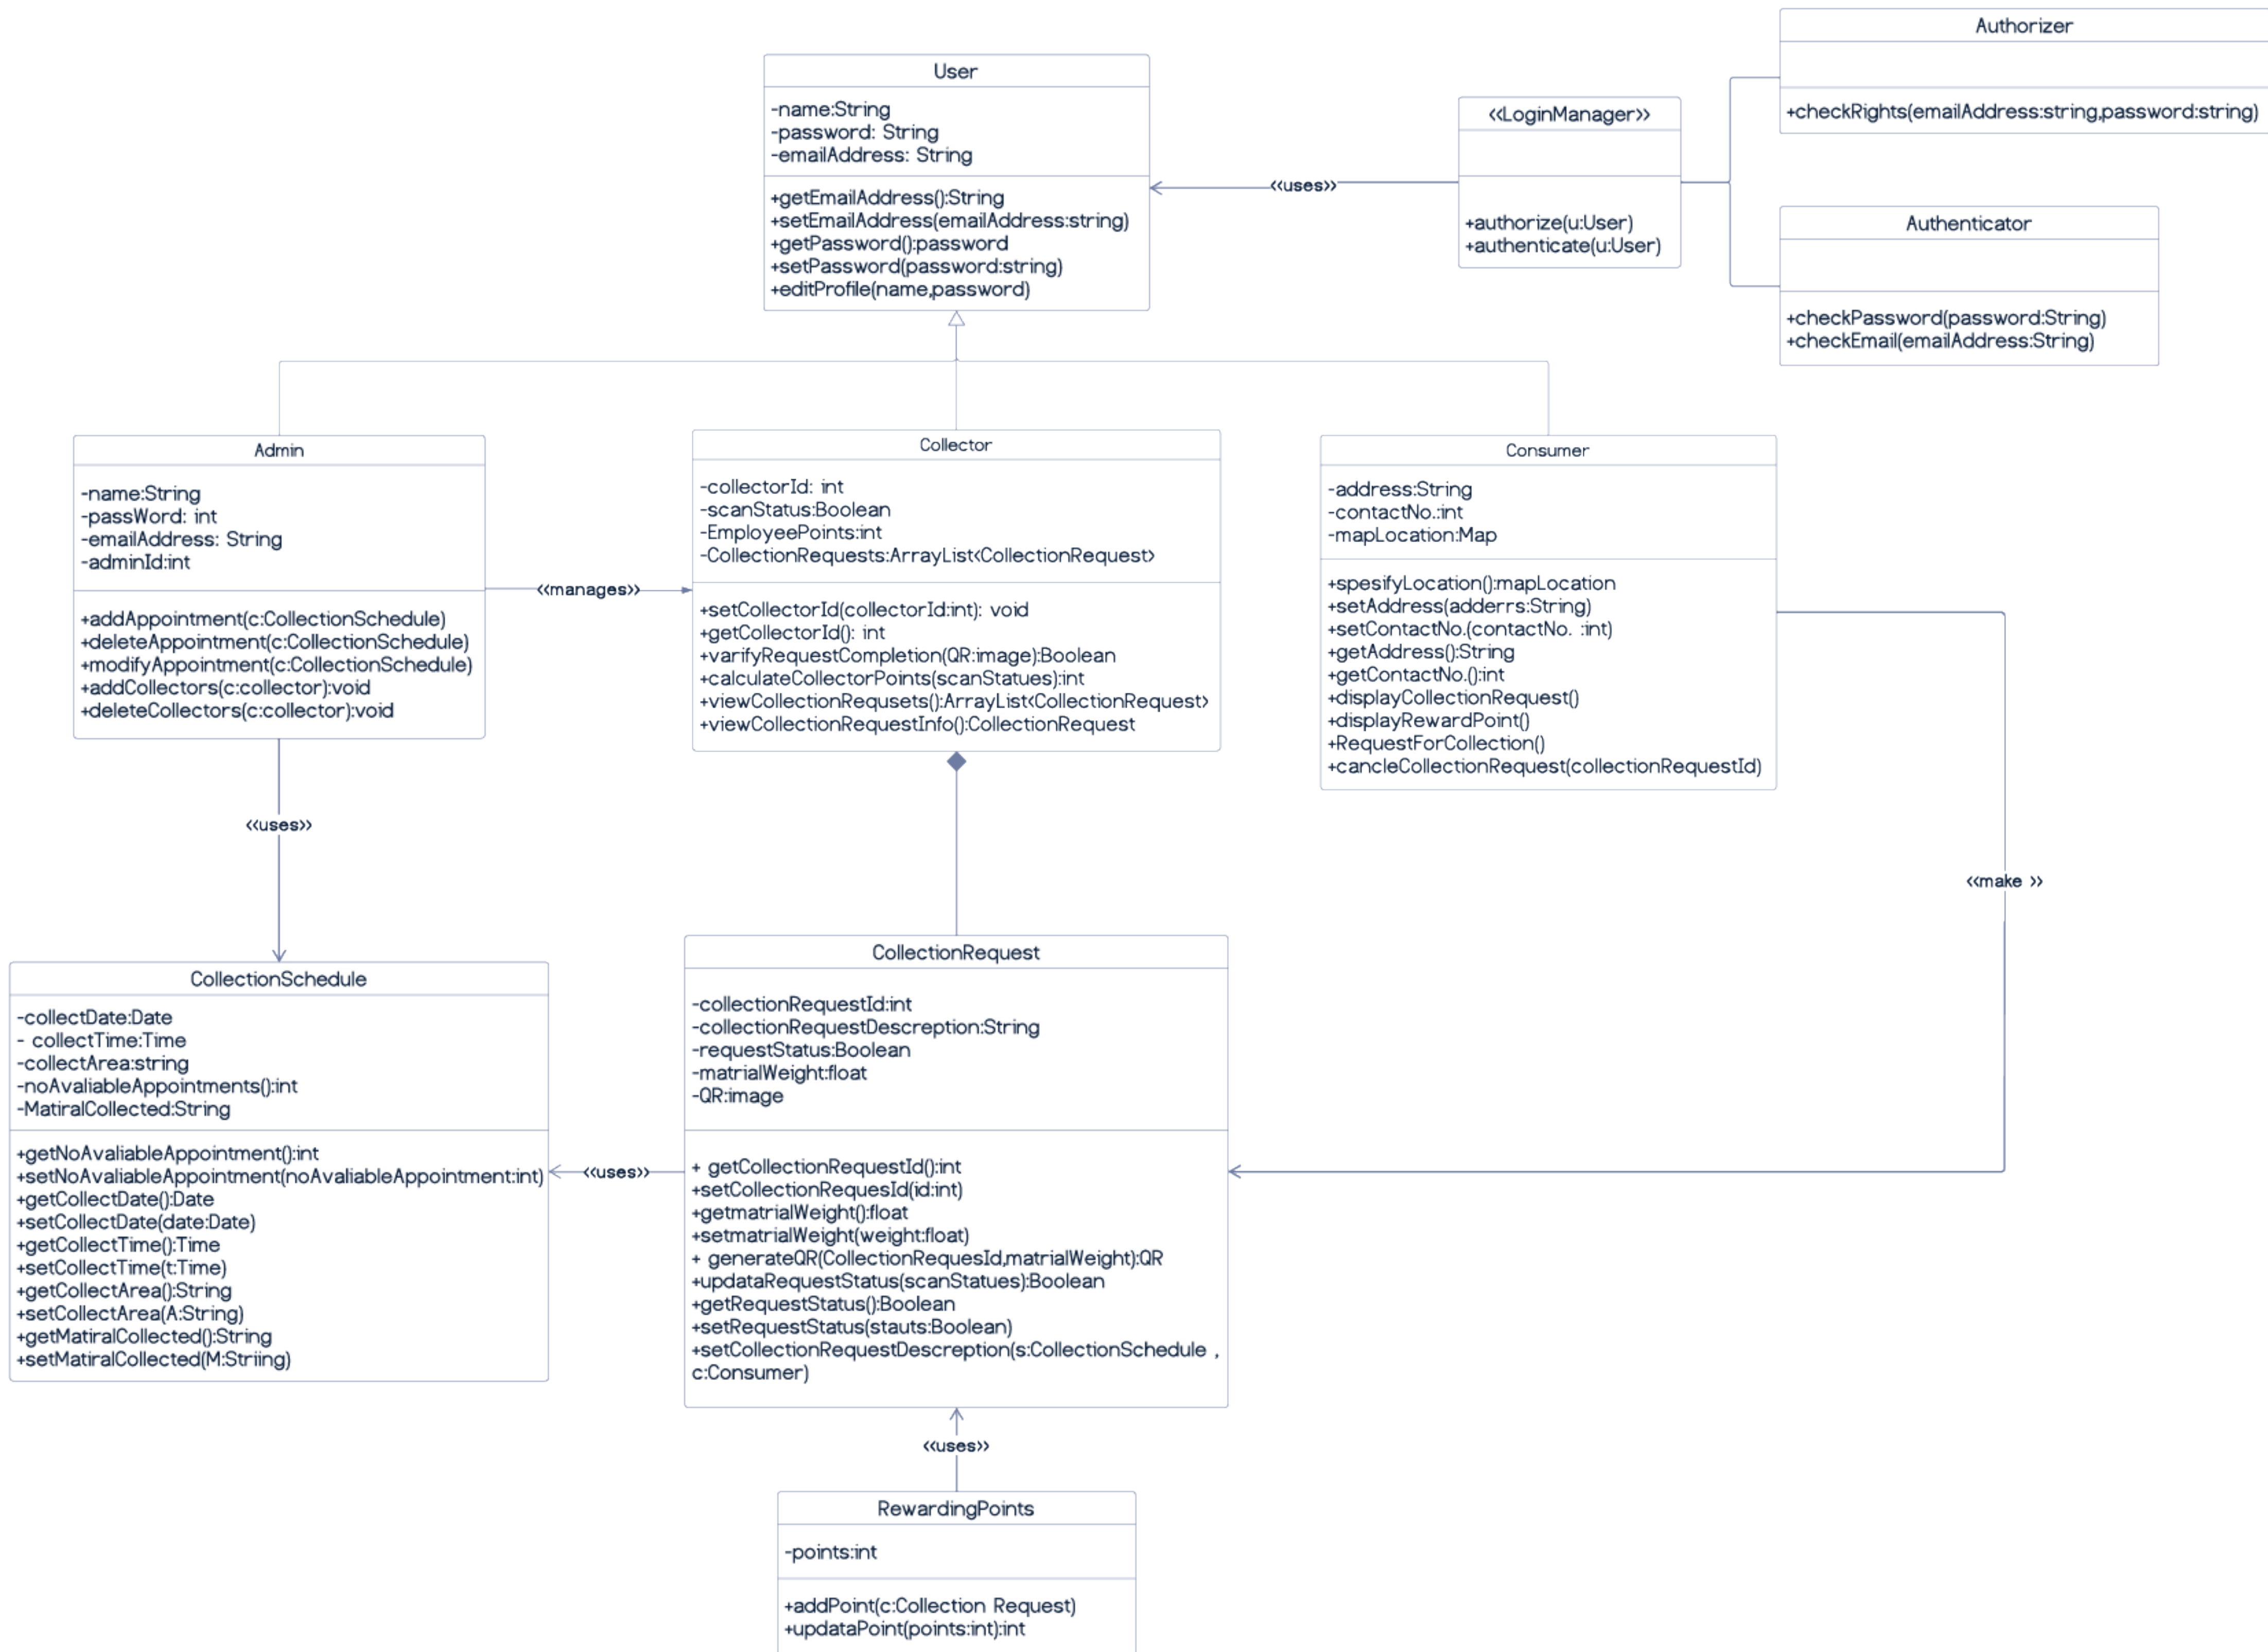 Authorizer
+checkRights(emailAddress:string,password:string)
User
-name:String
-password: String
-emailAddress: String
+getEmailAddress():String
+setEmailAddress(emailAddress:string)
+getPassword():password
+setPassword(password:string)
+editProfile(name,password)
<<uses>>
<<LoginManager>>
+authorize(u:User)
+authenticate(u:User)
Authenticator
+checkPassword(password:String)
+checkEmail(emailAddress:String)
Admin
-name:String
-passWord: int
-emailAddress: String
-adminId:int
+addAppointment(c:CollectionSchedule)
+deleteAppointment(c:CollectionSchedule)
+modifyAppointment(c:CollectionSchedule)
+addCollectors(c:collector):void
+deleteCollectors(c:collector):void
<<manages>>
Collector
-collectorId: int
-scanStatus:Boolean
-EmployeePoints:int
-CollectionRequests:ArrayList<CollectionRequest>
+setCollectorId(collectorId:int): void
+getCollectorId(): int
+varifyRequestCompletion(QR:image):Boolean
+calculateCollectorPoints(scanStatues):int
+viewCollectionRequsets():ArrayList<CollectionRequest>
+viewCollectionRequestInfo():CollectionRequest
Consumer
-address:String
-contactNo.:int
-mapLocation:Map
+spesifyLocation():mapLocation
+setAddress(aderrs:String)
+setContactNo.(contactNo. :int)
+getAddress():String
+getContactNo.():int
+displayCollectionRequest()
+displayRewardPoint()
+RequestForCollection()
+cancleCollectionRequest(collectionRequestId)
<<uses>>
<<make >>
CollectionSchedule
-collectDate:Date
- collectTime:Time
-collectArea:string
-noAvaliableAppointments():int
-MatiralCollected:String
+getNoAvaliableAppointment():int
+setNoAvaliableAppointment(noAvaliableAppointment:int)
+getCollectDate():Date
+setCollectDate(date:Date)
+getCollectTime():Time
+setCollectTime(t:Time)
+getCollectArea():String
+setCollectArea(A:String)
+getMatiralCollected():String
+setMatiralCollected(M:Striing)
<<uses>>
CollectionRequest
-collectionRequestId:int
-collectionRequestDescreption:String
-requestStatus:Boolean
-matrialWeight:float
-QR:image
+ getCollectionRequestId():int
+setCollectionRequesId(id:int)
+getmatrialWeight():float
+setmatrialWeight(weight:float)
+ generateQR(CollectionRequesId,matrialWeight):QR
+updataRequestStatus(scanStatues):Boolean
+getRequestStatus():Boolean
+setRequestStatus(stauts:Boolean)
+setCollectionRequestDescreption(s:CollectionSchedule ,
c:Consumer)
<<uses>>
RewardingPoints
-points:int
+addPoint(c:Collection Request)
+updataPoint(points:int):int